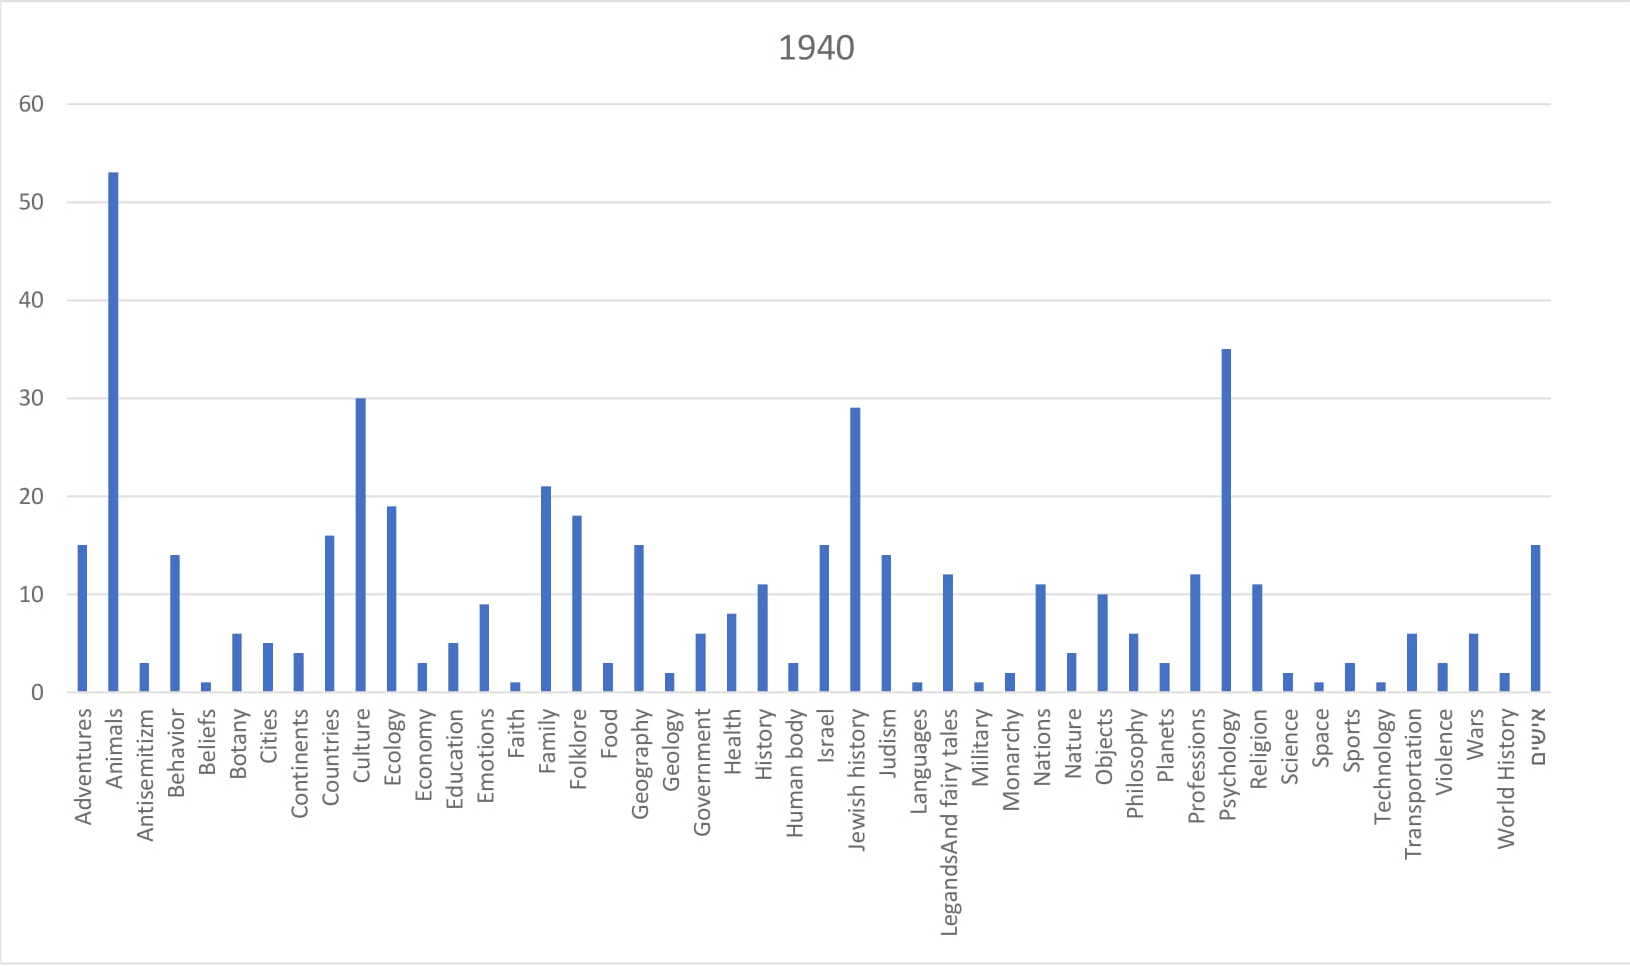 1940
60
50
40
30
20
10
0
Adventures
Animals
Antisemitizm
Behavior
Beliefs
Botany
Cities
Continents
Countries
Culture
Ecology
Economy
Education
Emotions
Faith
Family
Folklore
Food
Geography
Geology
Government
Health
History
Human body
Israel
Jewish history
Judism
Languages
LegandsAnd fairy tales
Military
Monarchy
Nations
Nature
Objects
Philosophy
Planets
Professions
Psychology
Religion
Science
Space
Sports
Technology
Transportation
Violence
Wars
World History
אישים